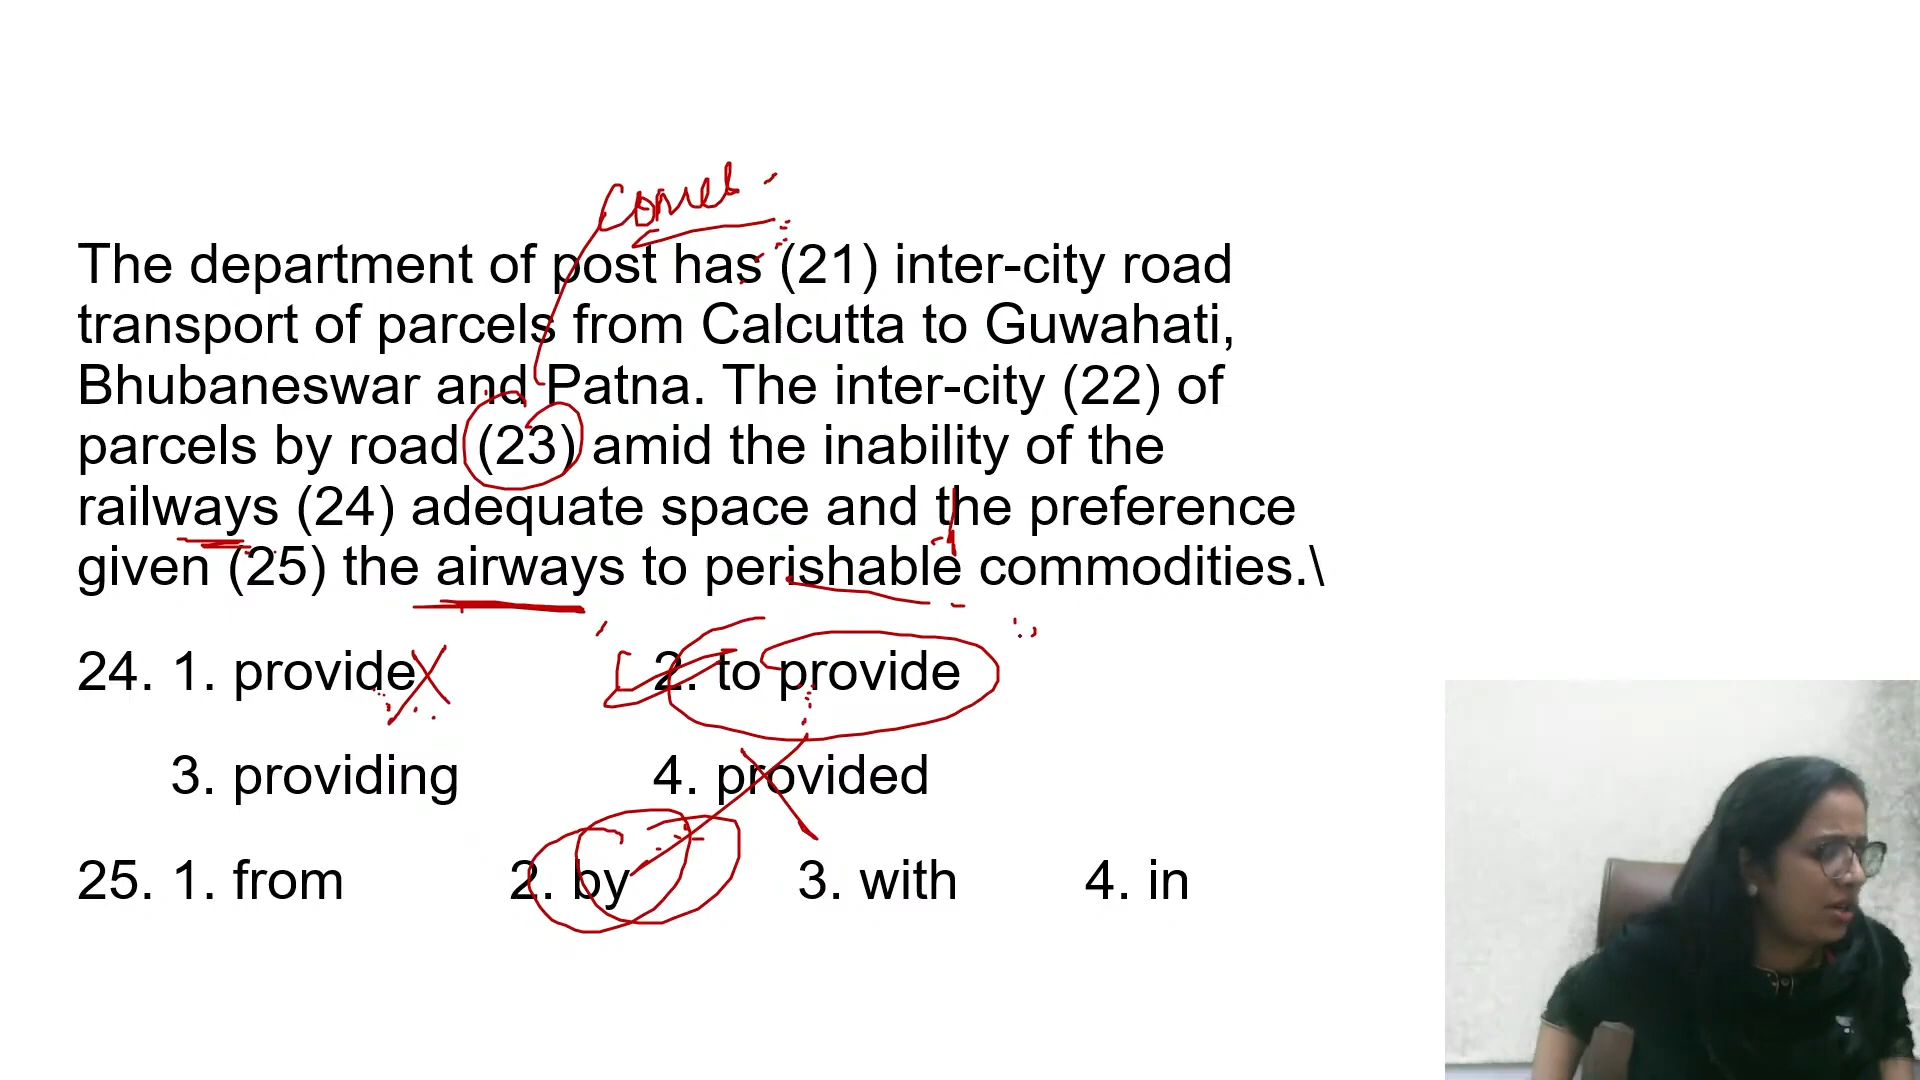 comes
The department of post has (21) inter-city road
transport of parcels from Calcutta to Guwahati,
Bhubaneswar and Patna. The inter-city (22) of
parcels by road (23) amid the inability of the
railways (24) adequate space and the preference
given (25) the airways to perishable commodities.\
24. 1. provide 2. to provide
3. providing 4. provided
25. 1. from 2. by 3. with 4. in